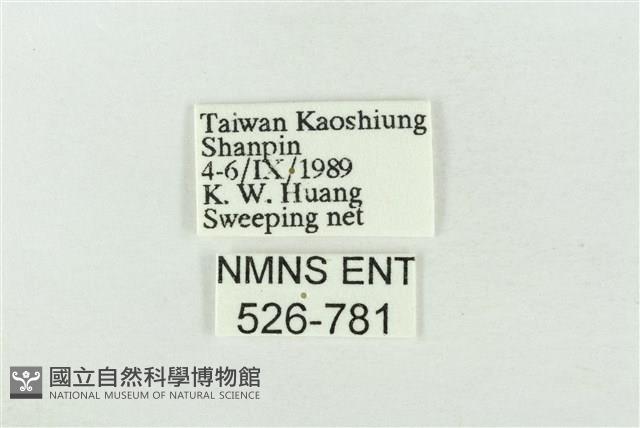 Taiwan Kaoshiung
Shanpin
4-6/IX/1989
K. W. Huang
Sweeping net
NMNS ENT
526-781
國立自然科學博物館
NATIONAL MUSEUM OF NATURAL SCIENCE